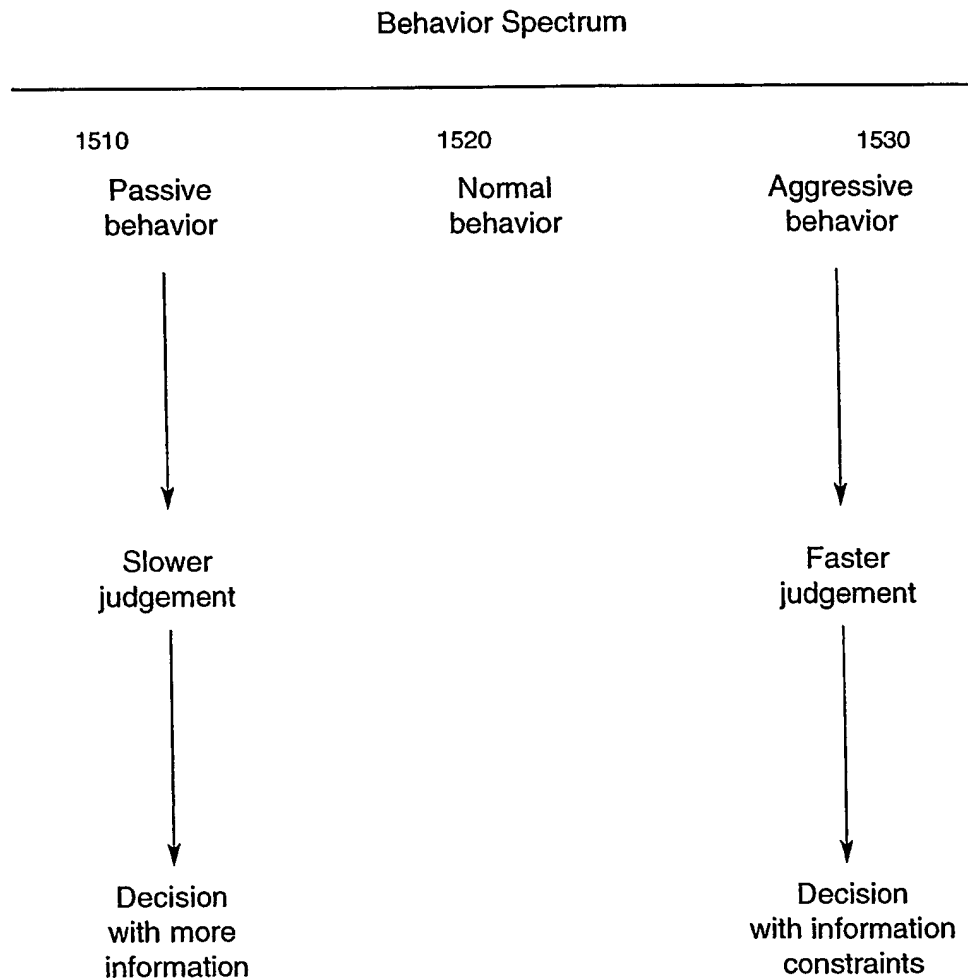 Behavior Spectrum
1510
1520
1530
Passive
behavior
Normal
behavior
Aggressive
behavior
Slower
judgement
Faster
judgement
Decision
with more
information
Decision
with information
constraints